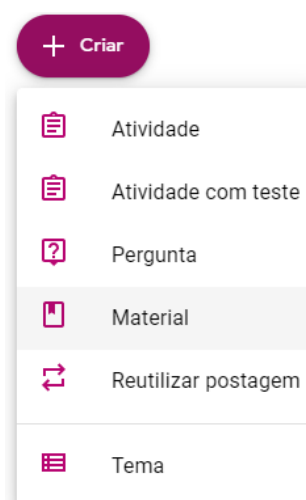 Criar
Atividade
Atividade com teste
Pergunta
Material
Reutilizar postagem
Tema